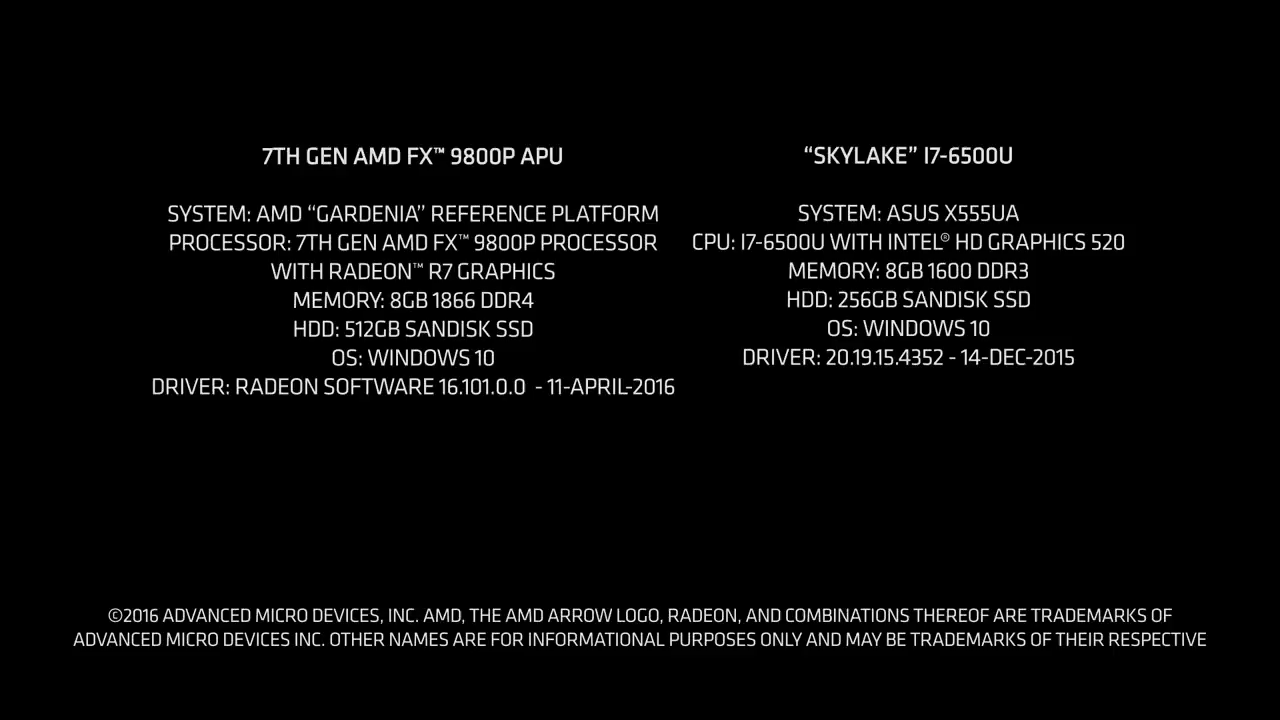 7TH GEN AMD FX™ 9800P APU
SYSTEM: AMD “GARDENIA” REFERENCE PLATFORM
PROCESSOR: 7TH GEN AMD FX™ 9800P PROCESSOR
WITH RADEON™ R7 GRAPHICS
MEMORY: 8GB 1866 DDR4
HDD: 512GB SANDISK SSD
OS: WINDOWS 10
DRIVER: RADEON SOFTWARE 16.101.0.0 - 11-APRIL-2016
“SKYLAKE” I7-6500U
SYSTEM: ASUS X555UA
CPU: I7-6500U WITH INTEL® HD GRAPHICS 520
MEMORY: 8GB 1600 DDR3
HDD: 256GB SANDISK SSD
OS: WINDOWS 10
DRIVER: 20.19.15.4352 - 14-DEC-2015
©2016 ADVANCED MICRO DEVICES, INC. AMD, THE AMD ARROW LOGO, RADEON, AND COMBINATIONS THEREOF ARE TRADEMARKS OF
ADVANCED MICRO DEVICES INC. OTHER NAMES ARE FOR INFORMATIONAL PURPOSES ONLY AND MAY BE TRADEMARKS OF THEIR RESPECTIVE